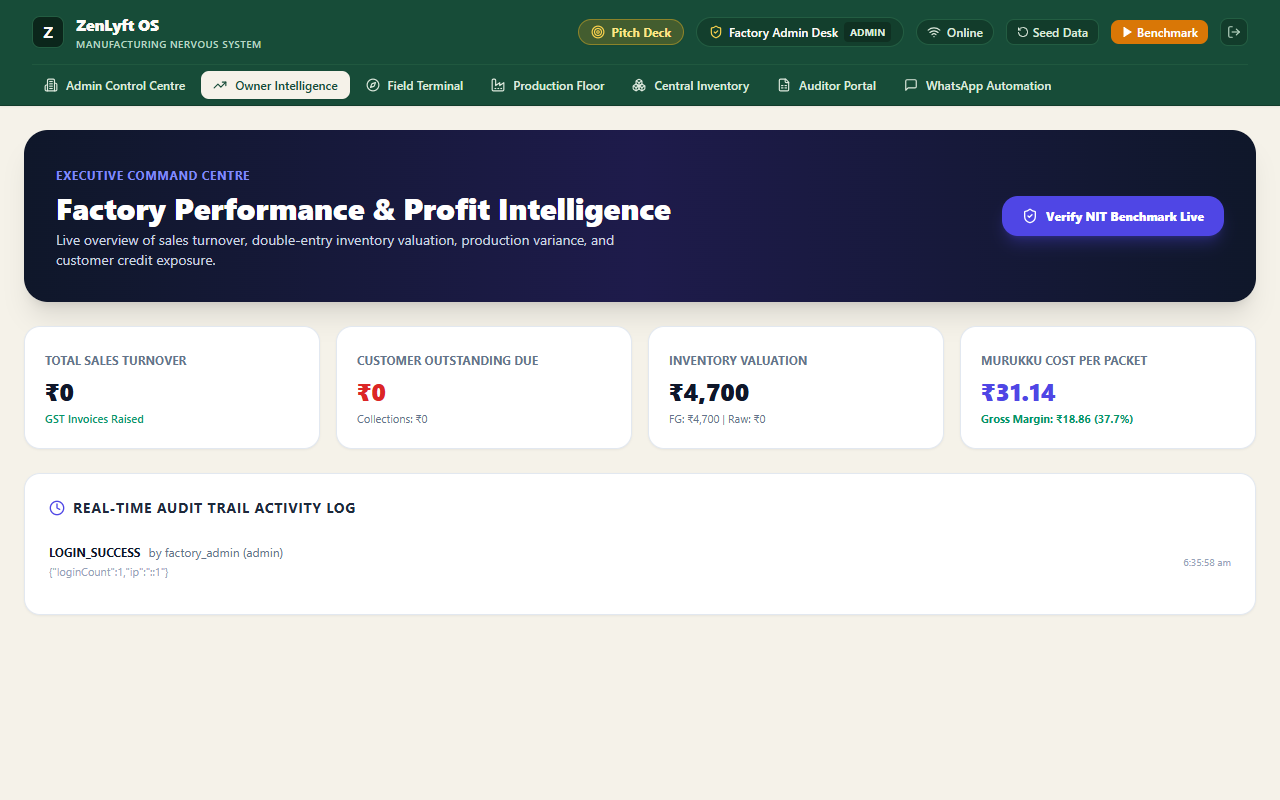 Z
ZenLyft OS
MANUFACTURING NERVOUS SYSTEM
Pitch Deck
Factory Admin Desk ADMIN
Online
Seed Data
Benchmark
Admin Control Centre
Owner Intelligence
Field Terminal
Production Floor
Central Inventory
Auditor Portal
WhatsApp Automation
EXECUTIVE COMMAND CENTRE
Factory Performance & Profit Intelligence
Live overview of sales turnover, double-entry inventory valuation, production variance, and
customer credit exposure.
Verify NIT Benchmark Live
TOTAL SALES TURNOVER
₹0
GST Invoices Raised
CUSTOMER OUTSTANDING DUE
₹0
Collections: ₹0
INVENTORY VALUATION
₹4,700
FG: ₹4,700 | Raw: ₹0
MURUKKU COST PER PACKET
₹31.14
Gross Margin: ₹18.86 (37.7%)
REAL-TIME AUDIT TRAIL ACTIVITY LOG
LOGIN_SUCCESS by factory_admin (admin)
{"loginCount":1,"ip":"::1"}
6:35:58 am